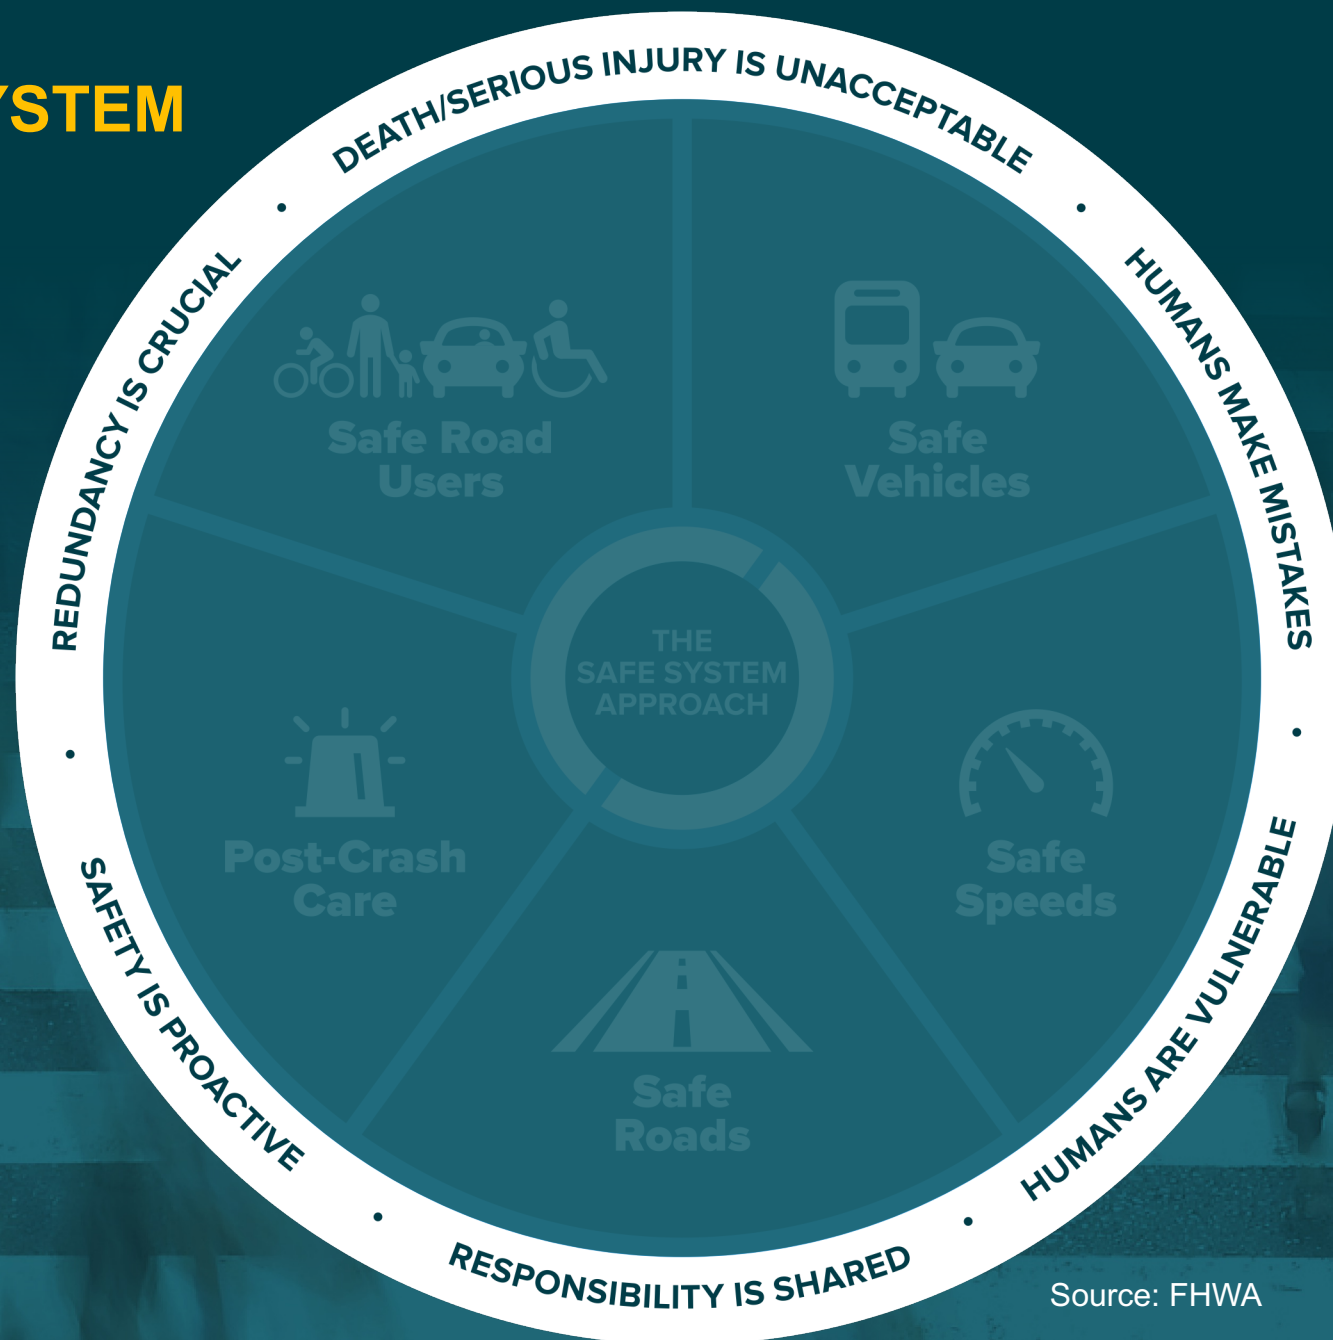 YSTEM
DEATH/SERIOUS INJURY IS UNACCEPTABLE
HUMANS MAKE MISTAKES
HUMANS ARE VULNERABLE
RESPONSIBILITY IS SHARED
SAFETY IS PROACTIVE
REDUNDANCY IS CRUCIAL
Safe Road
Users
Safe
Vehicles
THE
SAFE SYSTEM
APPROACH
Post-Crash
Care
Safe
Speeds
Safe
Roads
Source: FHWA